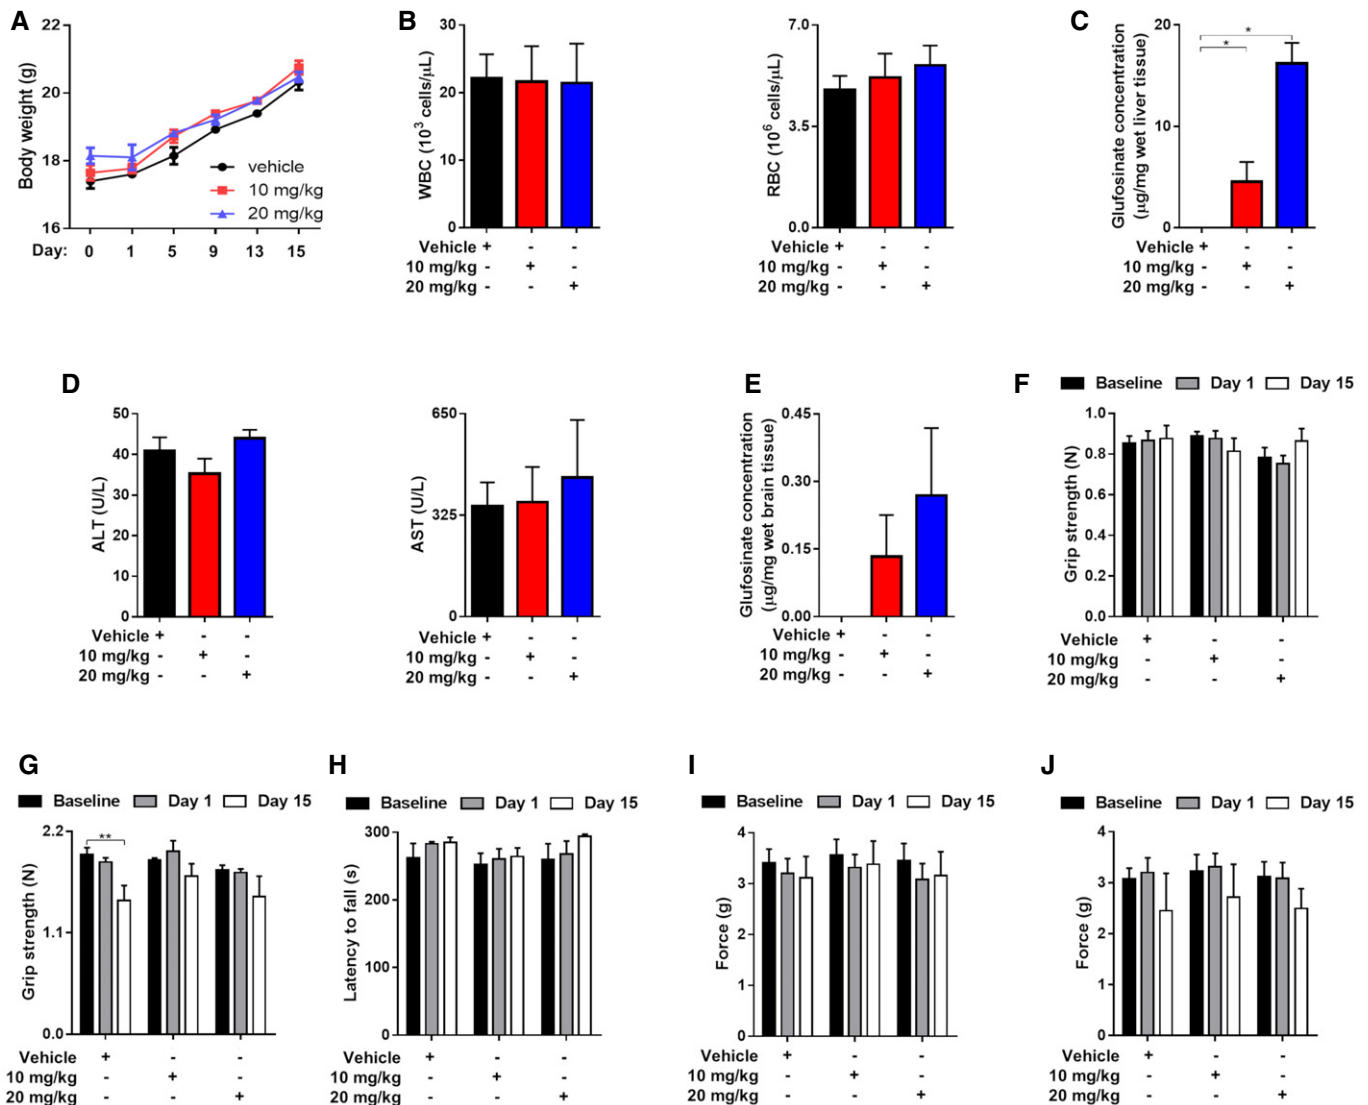 A
Body weight (g)
22
20
18
16
vehicle
10 mg/kg
20 mg/kg
Day: 0 1 5 9 13 15
B
WBC (10³ cells/μL)
30
20
10
0
Vehicle + - -
10 mg/kg - + -
20 mg/kg - - +
RBC (10⁶ cells/μL)
7.0
3.5
0.0
Vehicle + - -
10 mg/kg - + -
20 mg/kg - - +
C
Glufosinate concentration
(μg/mg wet liver tissue)
20
10
0
*
*
Vehicle + - -
10 mg/kg - + -
20 mg/kg - - +
D
ALT (U/L)
50
40
30
20
10
0
Vehicle + - -
10 mg/kg - + -
20 mg/kg - - +
AST (U/L)
650
325
0
Vehicle + - -
10 mg/kg - + -
20 mg/kg - - +
E
Glufosinate concentration
(μg/mg wet brain tissue)
0.45
0.30
0.15
0.00
Vehicle + - -
10 mg/kg - + -
20 mg/kg - - +
F
Baseline Day 1 Day 15
Grip strength (N)
1.0
0.8
0.6
0.4
0.2
0.0
Vehicle + - -
10 mg/kg - + -
20 mg/kg - - +
G
Baseline Day 1 Day 15
Grip strength (N)
2.2
1.1
0.0
**
Vehicle + - -
10 mg/kg - + -
20 mg/kg - - +
H
Baseline Day 1 Day 15
Latency to fall (s)
300
200
100
0
Vehicle + - -
10 mg/kg - + -
20 mg/kg - - +
I
Baseline Day 1 Day 15
Force (g)
4
3
2
1
0
Vehicle + - -
10 mg/kg - + -
20 mg/kg - - +
J
Baseline Day 1 Day 15
Force (g)
4
3
2
1
0
Vehicle + - -
10 mg/kg - + -
20 mg/kg - - +